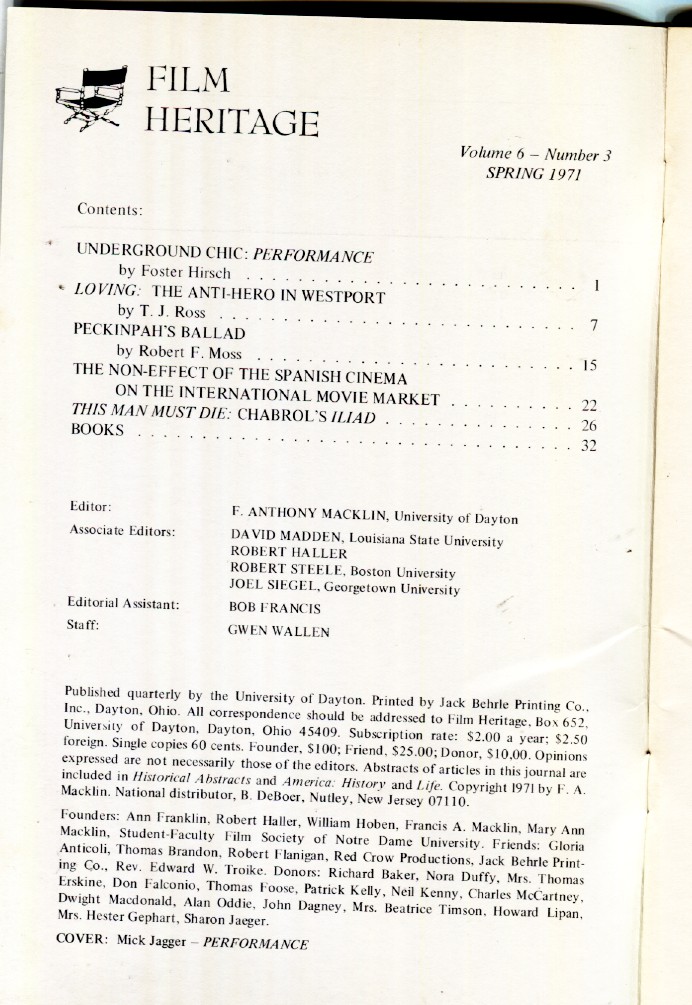 FILM
HERITAGE
Volume 6 – Number 3
SPRING 1971
Contents:
UNDERGROUND CHIC: PERFORMANCE
by Foster Hirsch . . . . . . . . . . . . . . . . . . . . . . . . . . . . 1
LOVING: THE ANTI-HERO IN WESTPORT
by T. J. Ross . . . . . . . . . . . . . . . . . . . . . . . . . . . . . 7
PECKINPAH'S BALLAD
by Robert F. Moss . . . . . . . . . . . . . . . . . . . . . . . . . . 15
THE NON-EFFECT OF THE SPANISH CINEMA
ON THE INTERNATIONAL MOVIE MARKET . . . . . . . . . . 22
THIS MAN MUST DIE: CHABROL'S ILIAD . . . . . . . . . . . . . . . 26
BOOKS . . . . . . . . . . . . . . . . . . . . . . . . . . . . . . . . . . . 32
Editor: F. ANTHONY MACKLIN, University of Dayton
Associate Editors: DAVID MADDEN, Louisiana State University
ROBERT HALLER
ROBERT STEELE, Boston University
JOEL SIEGEL, Georgetown University
Editorial Assistant: BOB FRANCIS
Staff: GWEN WALLEN
Published quarterly by the University of Dayton. Printed by Jack Behrle Printing Co.,
Inc., Dayton, Ohio. All correspondence should be addressed to Film Heritage, Box 652,
University of Dayton, Dayton, Ohio 45409. Subscription rate: $2.00 a year; $2.50
foreign. Single copies 60 cents. Founder, $100; Friend, $25.00; Donor, $10.00. Opinions
expressed are not necessarily those of the editors. Abstracts of articles in this journal are
included in Historical Abstracts and America: History and Life. Copyright 1971 by F. A.
Macklin. National distributor, B. DeBoer, Nutley, New Jersey 07110.
Founders: Ann Franklin, Robert Haller, William Hoben, Francis A. Macklin, Mary Ann
Macklin, Student-Faculty Film Society of Notre Dame University. Friends: Gloria
Anticoli, Thomas Brandon, Robert Flanigan, Red Crow Productions, Jack Behrle Print-
ing Co., Rev. Edward W. Troike. Donors: Richard Baker, Nora Duffy, Mrs. Thomas
Erskine, Don Falconio, Thomas Foose, Patrick Kelly, Neil Kenny, Charles McCartney,
Dwight Macdonald, Alan Oddie, John Dagney, Mrs. Beatrice Timson, Howard Lipan,
Mrs. Hester Gephart, Sharon Jaeger.
COVER: Mick Jagger – PERFORMANCE